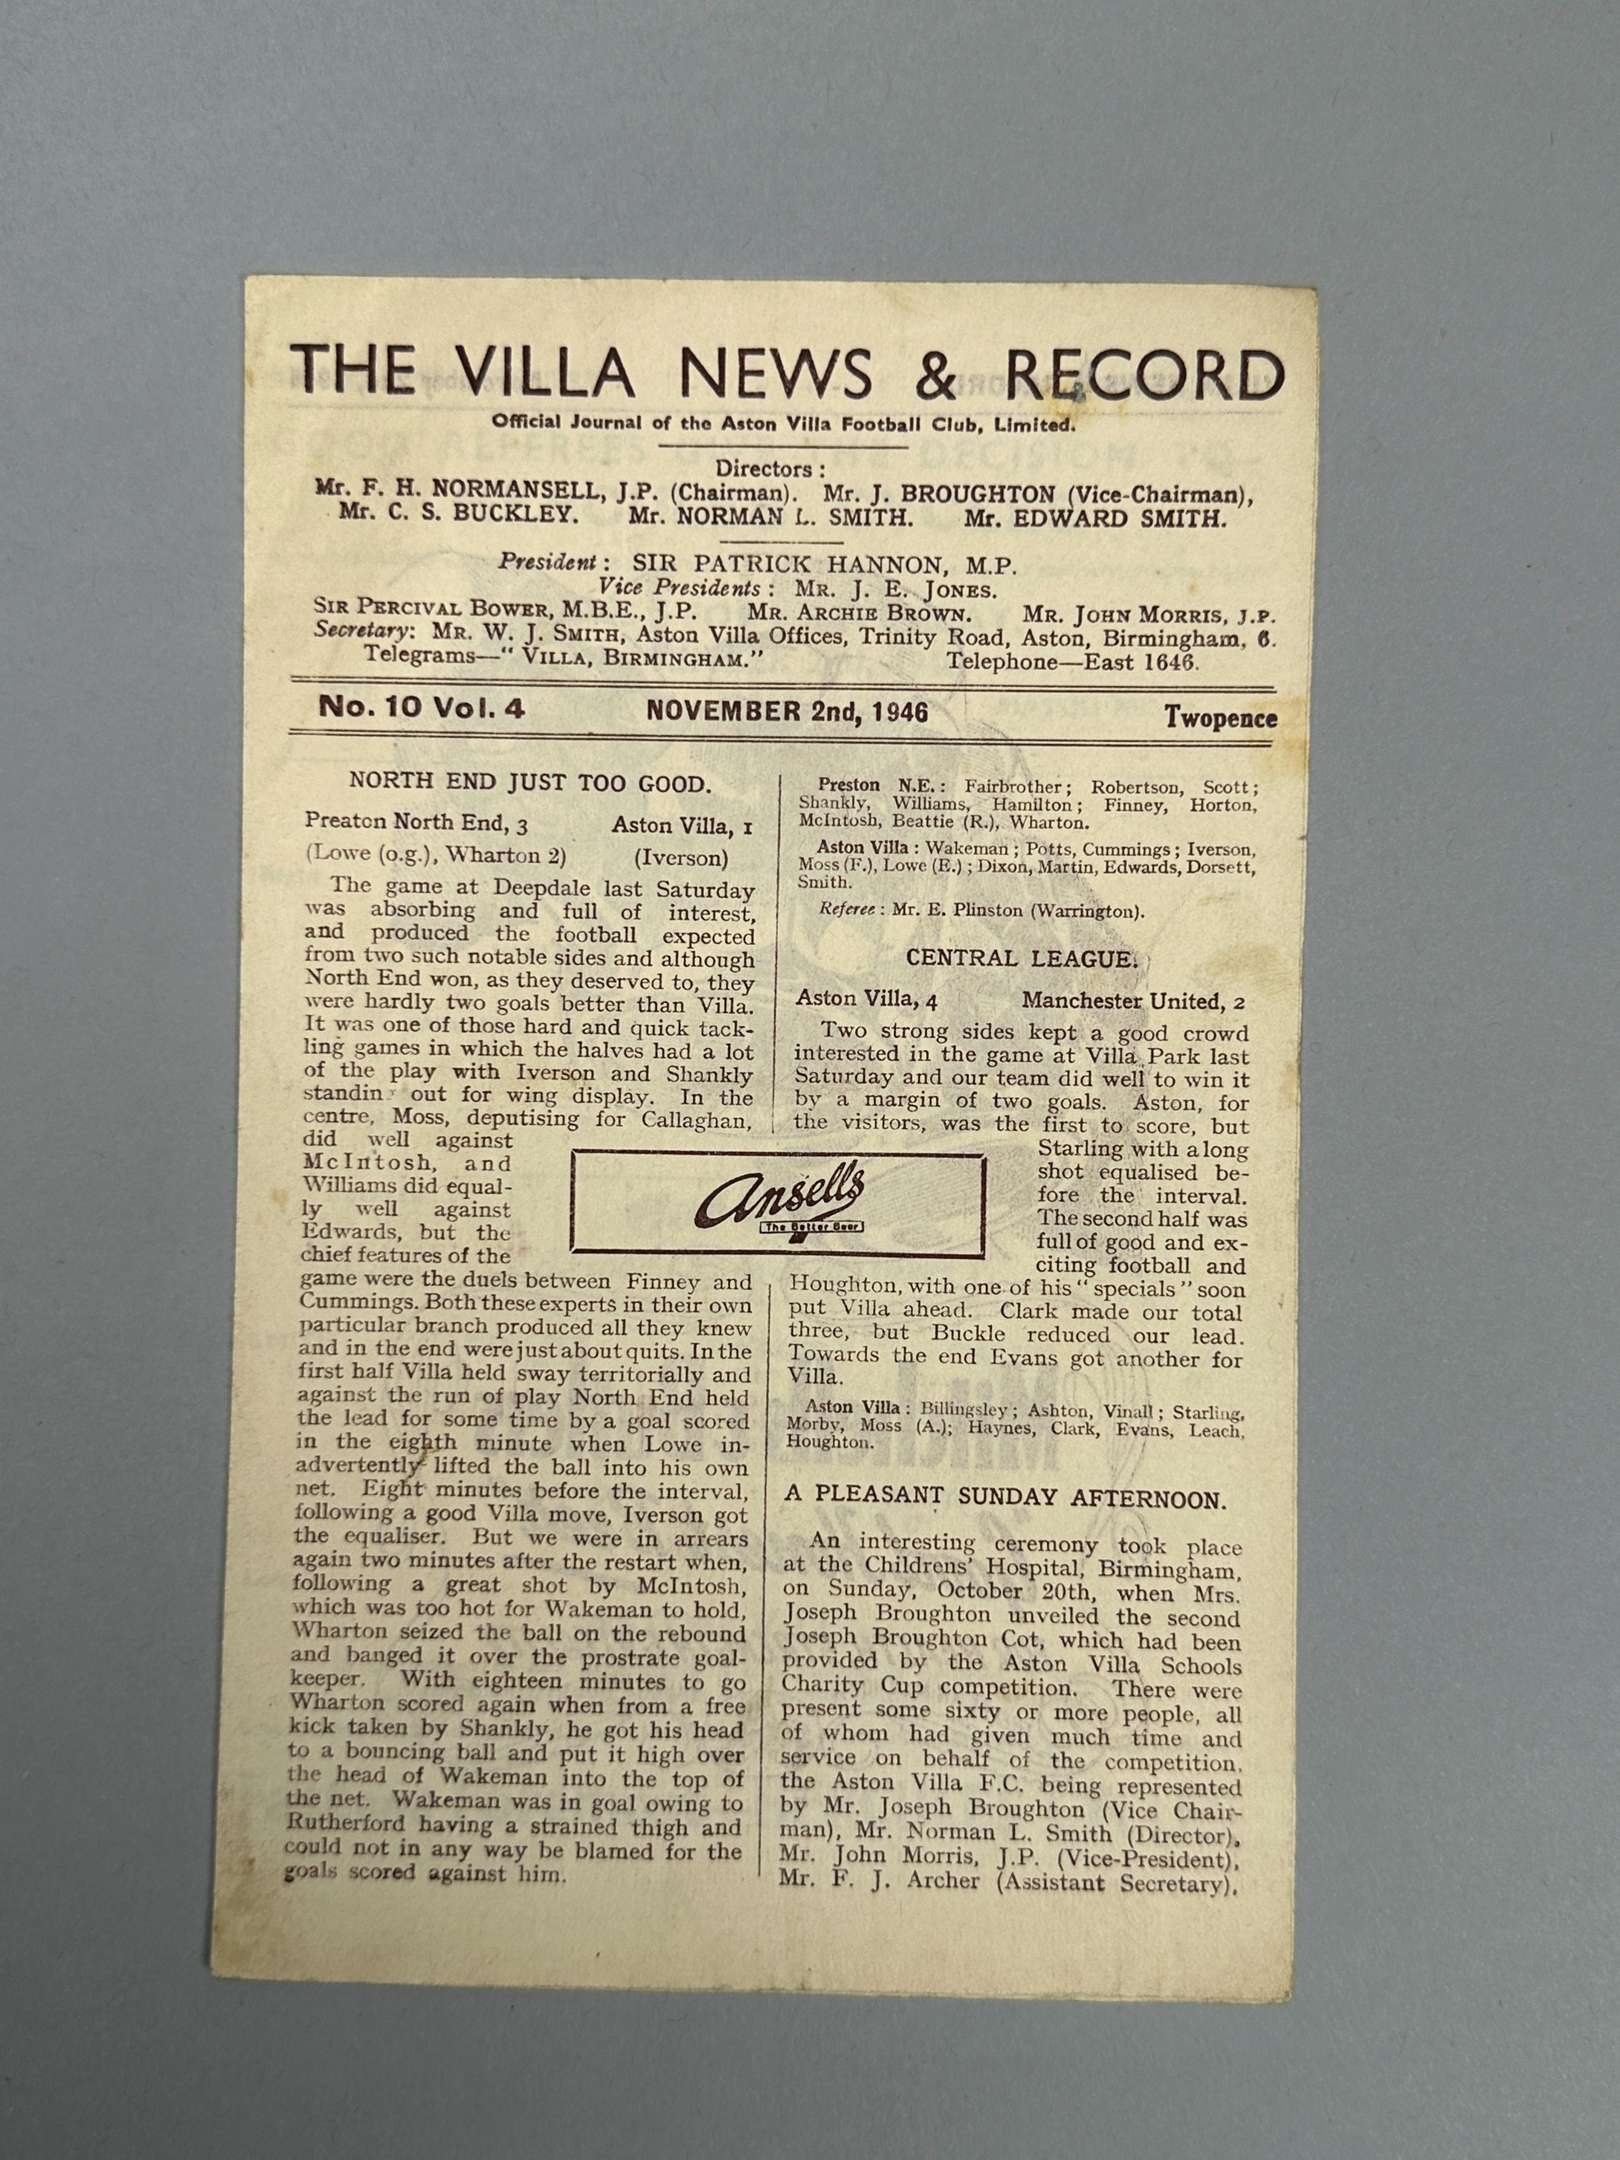 THE VILLA NEWS & RECORD
Official Journal of the Aston Villa Football Club, Limited.
Directors :
Mr. F. H. NORMANSELL, J.P. (Chairman). Mr. J. BROUGHTON (Vice-Chairman),
Mr. C. S. BUCKLEY. Mr. NORMAN L. SMITH. Mr. EDWARD SMITH.
President : SIR PATRICK HANNON, M.P.
Vice Presidents : MR. J. E. JONES.
SIR PERCIVAL BOWER, M.B.E., J.P. MR. ARCHIE BROWN. MR. JOHN MORRIS, J.P.
Secretary: MR. W. J. SMITH, Aston Villa Offices, Trinity Road, Aston, Birmingham, 6.
Telegrams—" VILLA, BIRMINGHAM." Telephone—East 1646.
No. 10 Vol. 4 NOVEMBER 2nd, 1946 Twopence
NORTH END JUST TOO GOOD.
Preatcn North End, 3 Aston Villa, 1
(Lowe (o.g.), Wharton 2) (Iverson)
The game at Deepdale last Saturday
was absorbing and full of interest,
and produced the football expected
from two such notable sides and although
North End won, as they deserved to, they
were hardly two goals better than Villa.
It was one of those hard and quick tack-
ling games in which the halves had a lot
of the play with Iverson and Shankly
standin out for wing display. In the
centre, Moss, deputising for Callaghan,
did well against
McIntosh, and
Williams did equal-
ly well against
Edwards, but the
chief features of the
game were the duels between Finney and
Cummings. Both these experts in their own
particular branch produced all they knew
and in the end were just about quits. In the
first half Villa held sway territorially and
against the run of play North End held
the lead for some time by a goal scored
in the eighth minute when Lowe in-
advertently lifted the ball into his own
net. Eight minutes before the interval,
following a good Villa move, Iverson got
the equaliser. But we were in arrears
again two minutes after the restart when,
following a great shot by McIntosh,
which was too hot for Wakeman to hold,
Wharton seized the ball on the rebound
and banged it over the prostrate goal-
keeper. With eighteen minutes to go
Wharton scored again when from a free
kick taken by Shankly, he got his head
to a bouncing ball and put it high over
the head of Wakeman into the top of
the net. Wakeman was in goal owing to
Rutherford having a strained thigh and
could not in any way be blamed for the
goals scored against him.
Ansells
The Better Beer
Preston N.E. : Fairbrother ; Robertson, Scott ;
Shankly, Williams, Hamilton ; Finney, Horton,
McIntosh, Beattie (R.), Wharton.
Aston Villa : Wakeman ; Potts, Cummings ; Iverson,
Moss (F.), Lowe (E.) ; Dixon, Martin, Edwards, Dorsett,
Smith.
Referee : Mr. E. Plinston (Warrington).
CENTRAL LEAGUE.
Aston Villa, 4 Manchester United, 2
Two strong sides kept a good crowd
interested in the game at Villa Park last
Saturday and our team did well to win it
by a margin of two goals. Aston, for
the visitors, was the first to score, but
Starling with a long
shot equalised be-
fore the interval.
The second half was
full of good and ex-
citing football and
Houghton, with one of his " specials " soon
put Villa ahead. Clark made our total
three, but Buckle reduced our lead.
Towards the end Evans got another for
Villa.
Aston Villa : Billingsley ; Ashton, Vinall ; Starling,
Morby, Moss (A.); Haynes, Clark, Evans, Leach,
Houghton.
A PLEASANT SUNDAY AFTERNOON.
An interesting ceremony took place
at the Childrens' Hospital, Birmingham,
on Sunday, October 20th, when Mrs.
Joseph Broughton unveiled the second
Joseph Broughton Cot, which had been
provided by the Aston Villa Schools
Charity Cup competition. There were
present some sixty or more people, all
of whom had given much time and
service on behalf of the competition,
the Aston Villa F.C. being represented
by Mr. Joseph Broughton (Vice Chair-
man), Mr. Norman L. Smith (Director),
Mr. John Morris, J.P. (Vice-President),
Mr. F. J. Archer (Assistant Secretary),